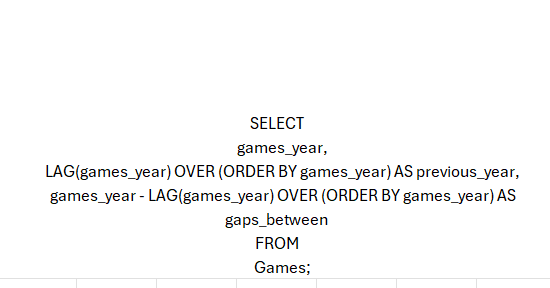 SELECT
games_year,
LAG(games_year) OVER (ORDER BY games_year) AS previous_year,
games_year - LAG(games_year) OVER (ORDER BY games_year) AS
gaps_between
FROM
Games;